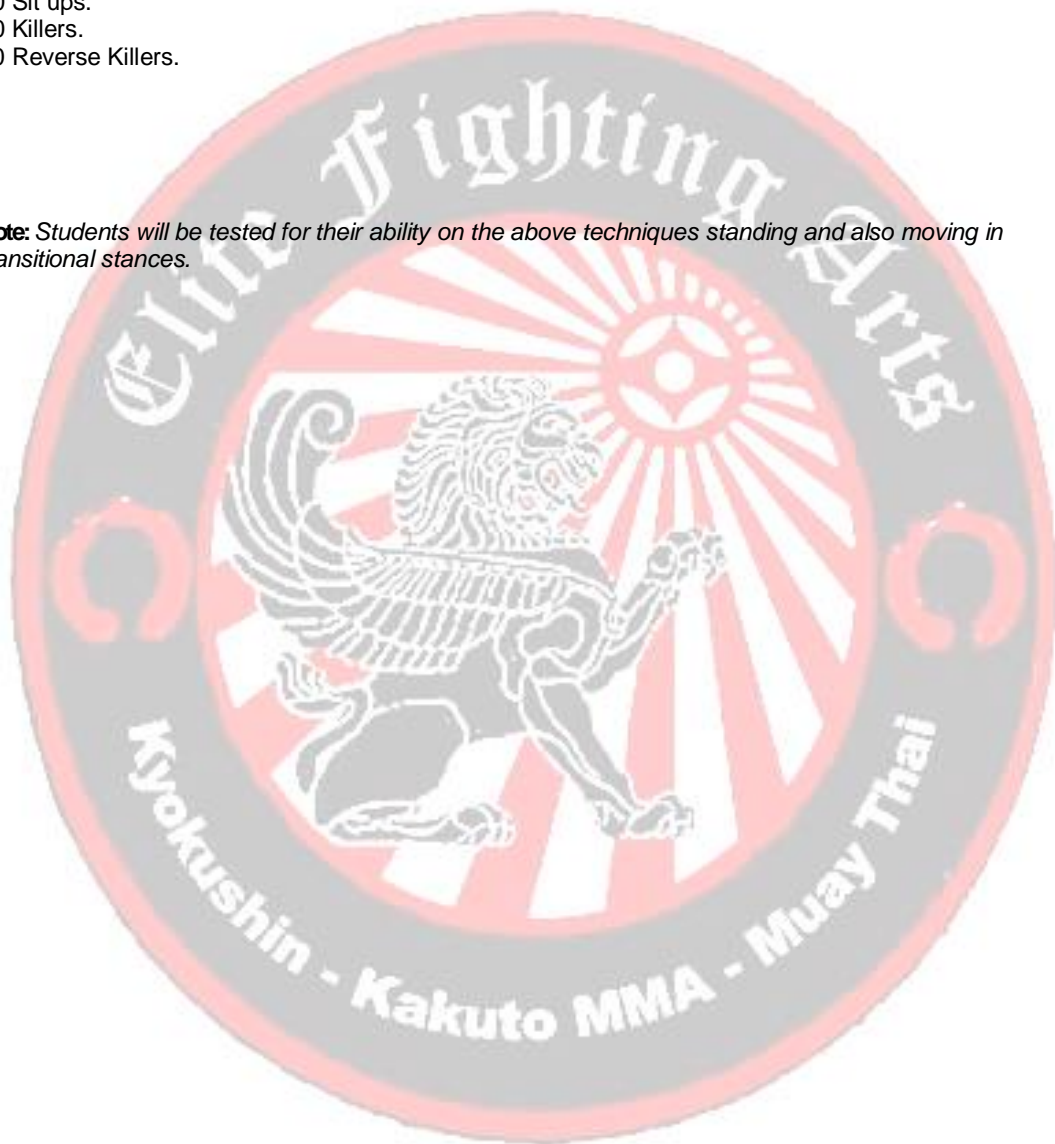 0 Sit ups.
0 Killers.
0 Reverse Killers.
ote: Students will be tested for their ability on the above techniques standing and also moving in
ansitional stances.
Elite Fighting Arts
Kyokushin - Kakuto MMA - Muay Thai